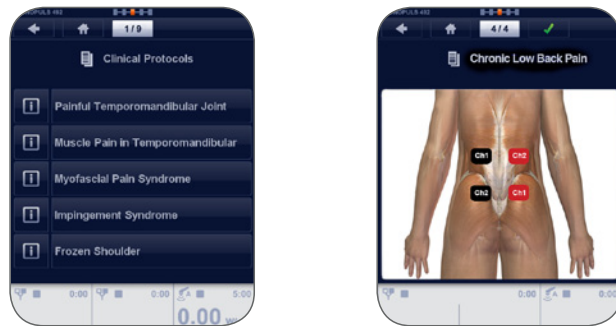 1/9
Clinical Protocols
Painful Temporomandibular Joint
Muscle Pain in Temporomandibular
Myofascial Pain Syndrome
Impingement Syndrome
Frozen Shoulder
0:00
0:00
5:00
0.00
4/4
Chronic Low Back Pain
Ch1 Ch2
Ch2 Ch1
0:00
0:00